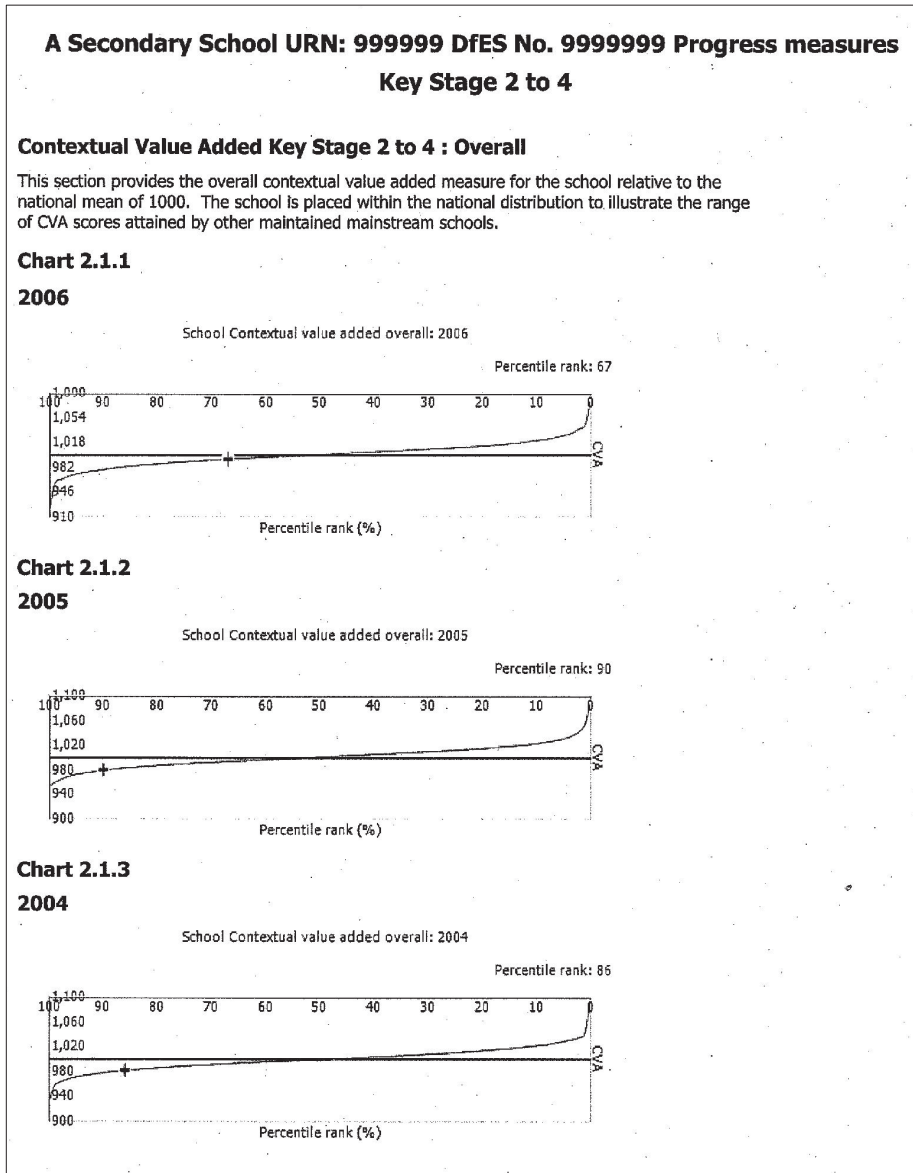 A Secondary School URN: 999999 DfES No. 9999999 Progress measures
Key Stage 2 to 4
Contextual Value Added Key Stage 2 to 4 : Overall
This section provides the overall contextual value added measure for the school relative to the
national mean of 1000. The school is placed within the national distribution to illustrate the range
of CVA scores attained by other maintained mainstream schools.
Chart 2.1.1
2006
School Contextual value added overall: 2006
Percentile rank: 67
1,090
100 90 80 70 60 50 40 30 20 10 0
1,054
1,018
CVA
982
946
910
Percentile rank (%)
Chart 2.1.2
2005
School Contextual value added overall: 2005
Percentile rank: 90
1,100
100 90 80 70 60 50 40 30 20 10 0
1,060
1,020
CVA
980
940
900
Percentile rank (%)
Chart 2.1.3
2004
School Contextual value added overall: 2004
Percentile rank: 86
1,100
100 90 80 70 60 50 40 30 20 10 0
1,060
1,020
CVA
980
940
900
Percentile rank (%)